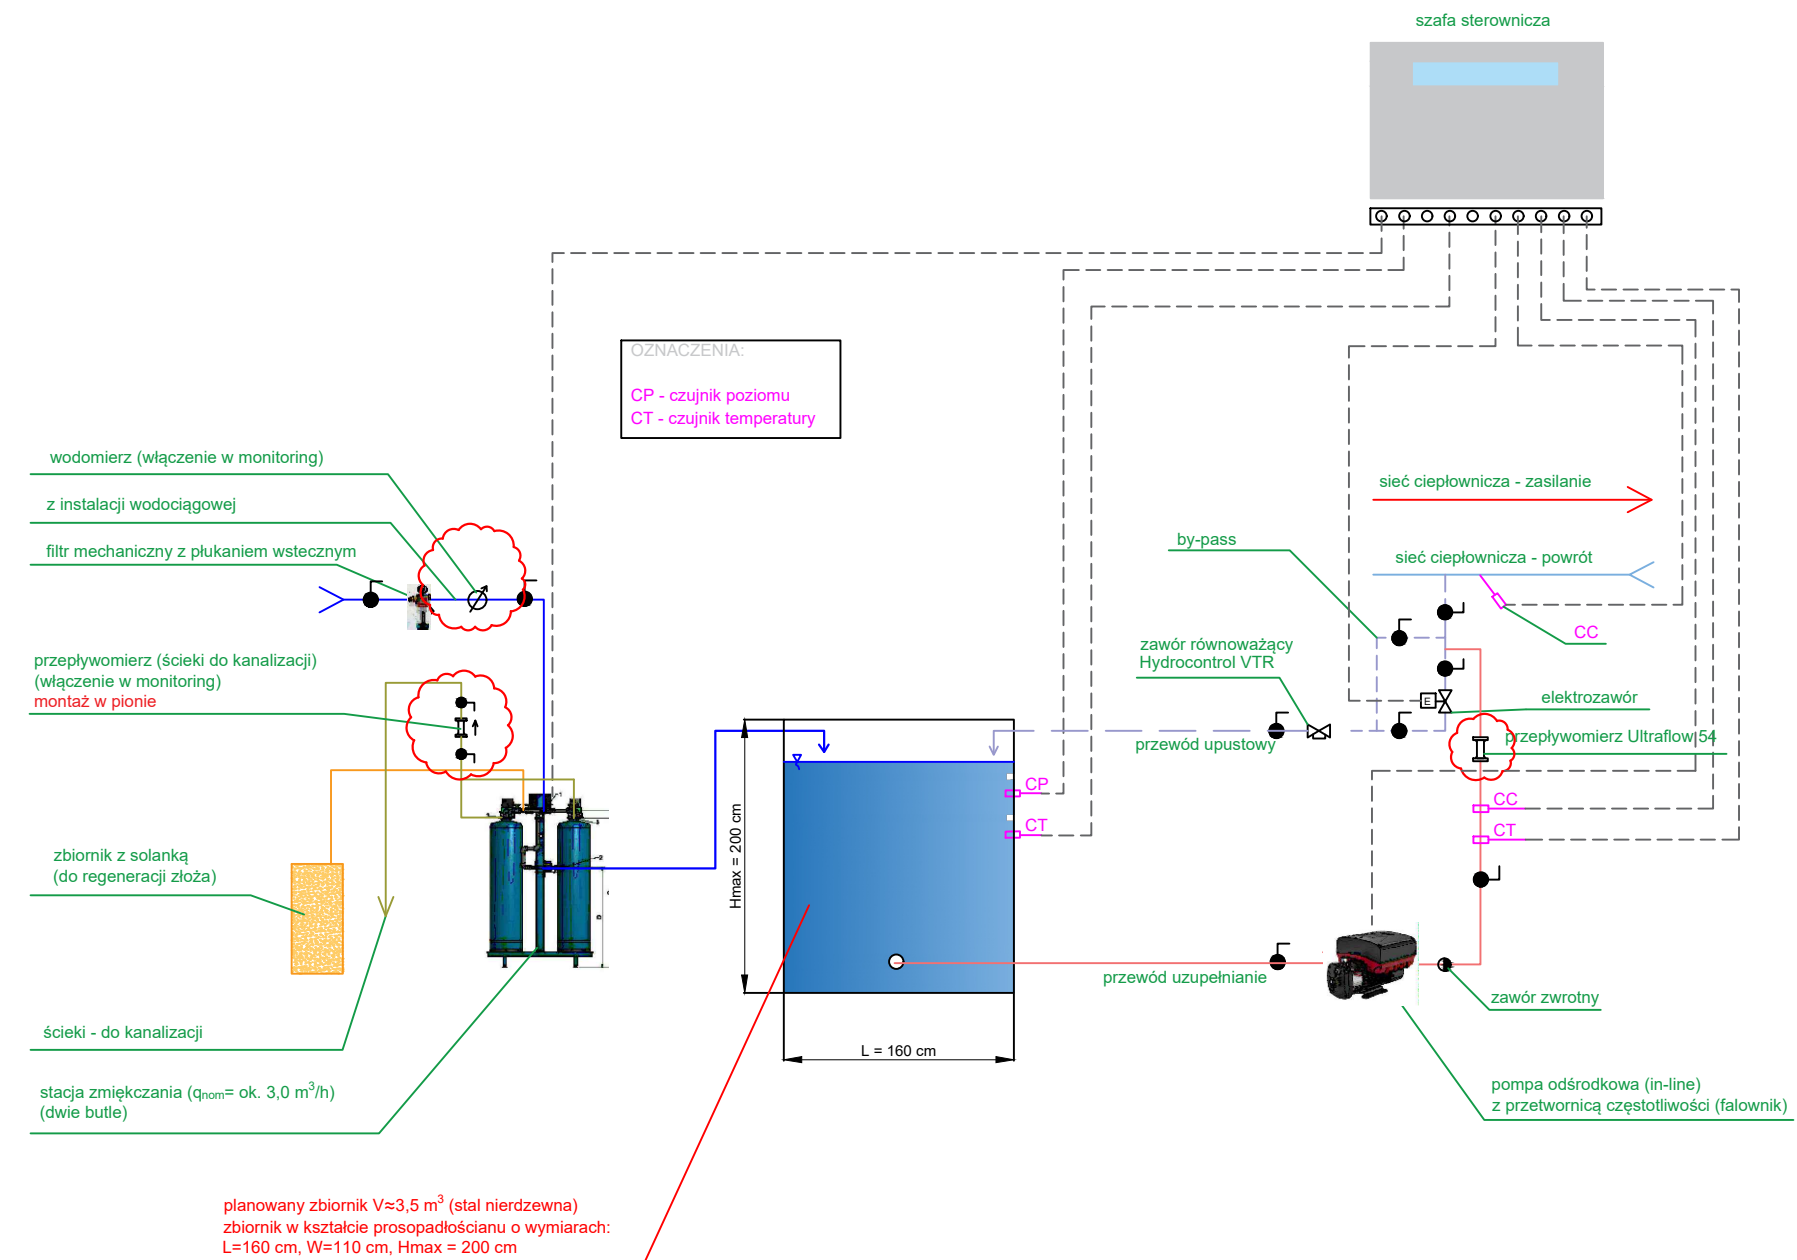 szafa sterownicza
OZNACZENIA:
CP - czujnik poziomu
CT - czujnik temperatury
wodomierz (włączenie w monitoring)
z instalacji wodociągowej
filtr mechaniczny z płukaniem wstecznym
przepływomierz (ścieki do kanalizacji)
(włączenie w monitoring)
montaż w pionie
zbiornik z solanką
(do regeneracji złoża)
ścieki - do kanalizacji
stacja zmiękczania (qnom= ok. 3,0 m³/h)
(dwie butle)
planowany zbiornik V≈3,5 m³ (stal nierdzewna)
zbiornik w kształcie prosopadłościanu o wymiarach:
L=160 cm, W=110 cm, Hmax = 200 cm
Hmax = 200 cm
L = 160 cm
CP
CT
sieć ciepłownicza - zasilanie
sieć ciepłownicza - powrót
by-pass
CC
zawór równoważący
Hydrocontrol VTR
E
elektrozawór
przewód upustowy
przepływomierz Ultraflow 54
CC
CT
przewód uzupełnianie
zawór zwrotny
pompa odśrodkowa (in-line)
z przetwornicą częstotliwości (falownik)